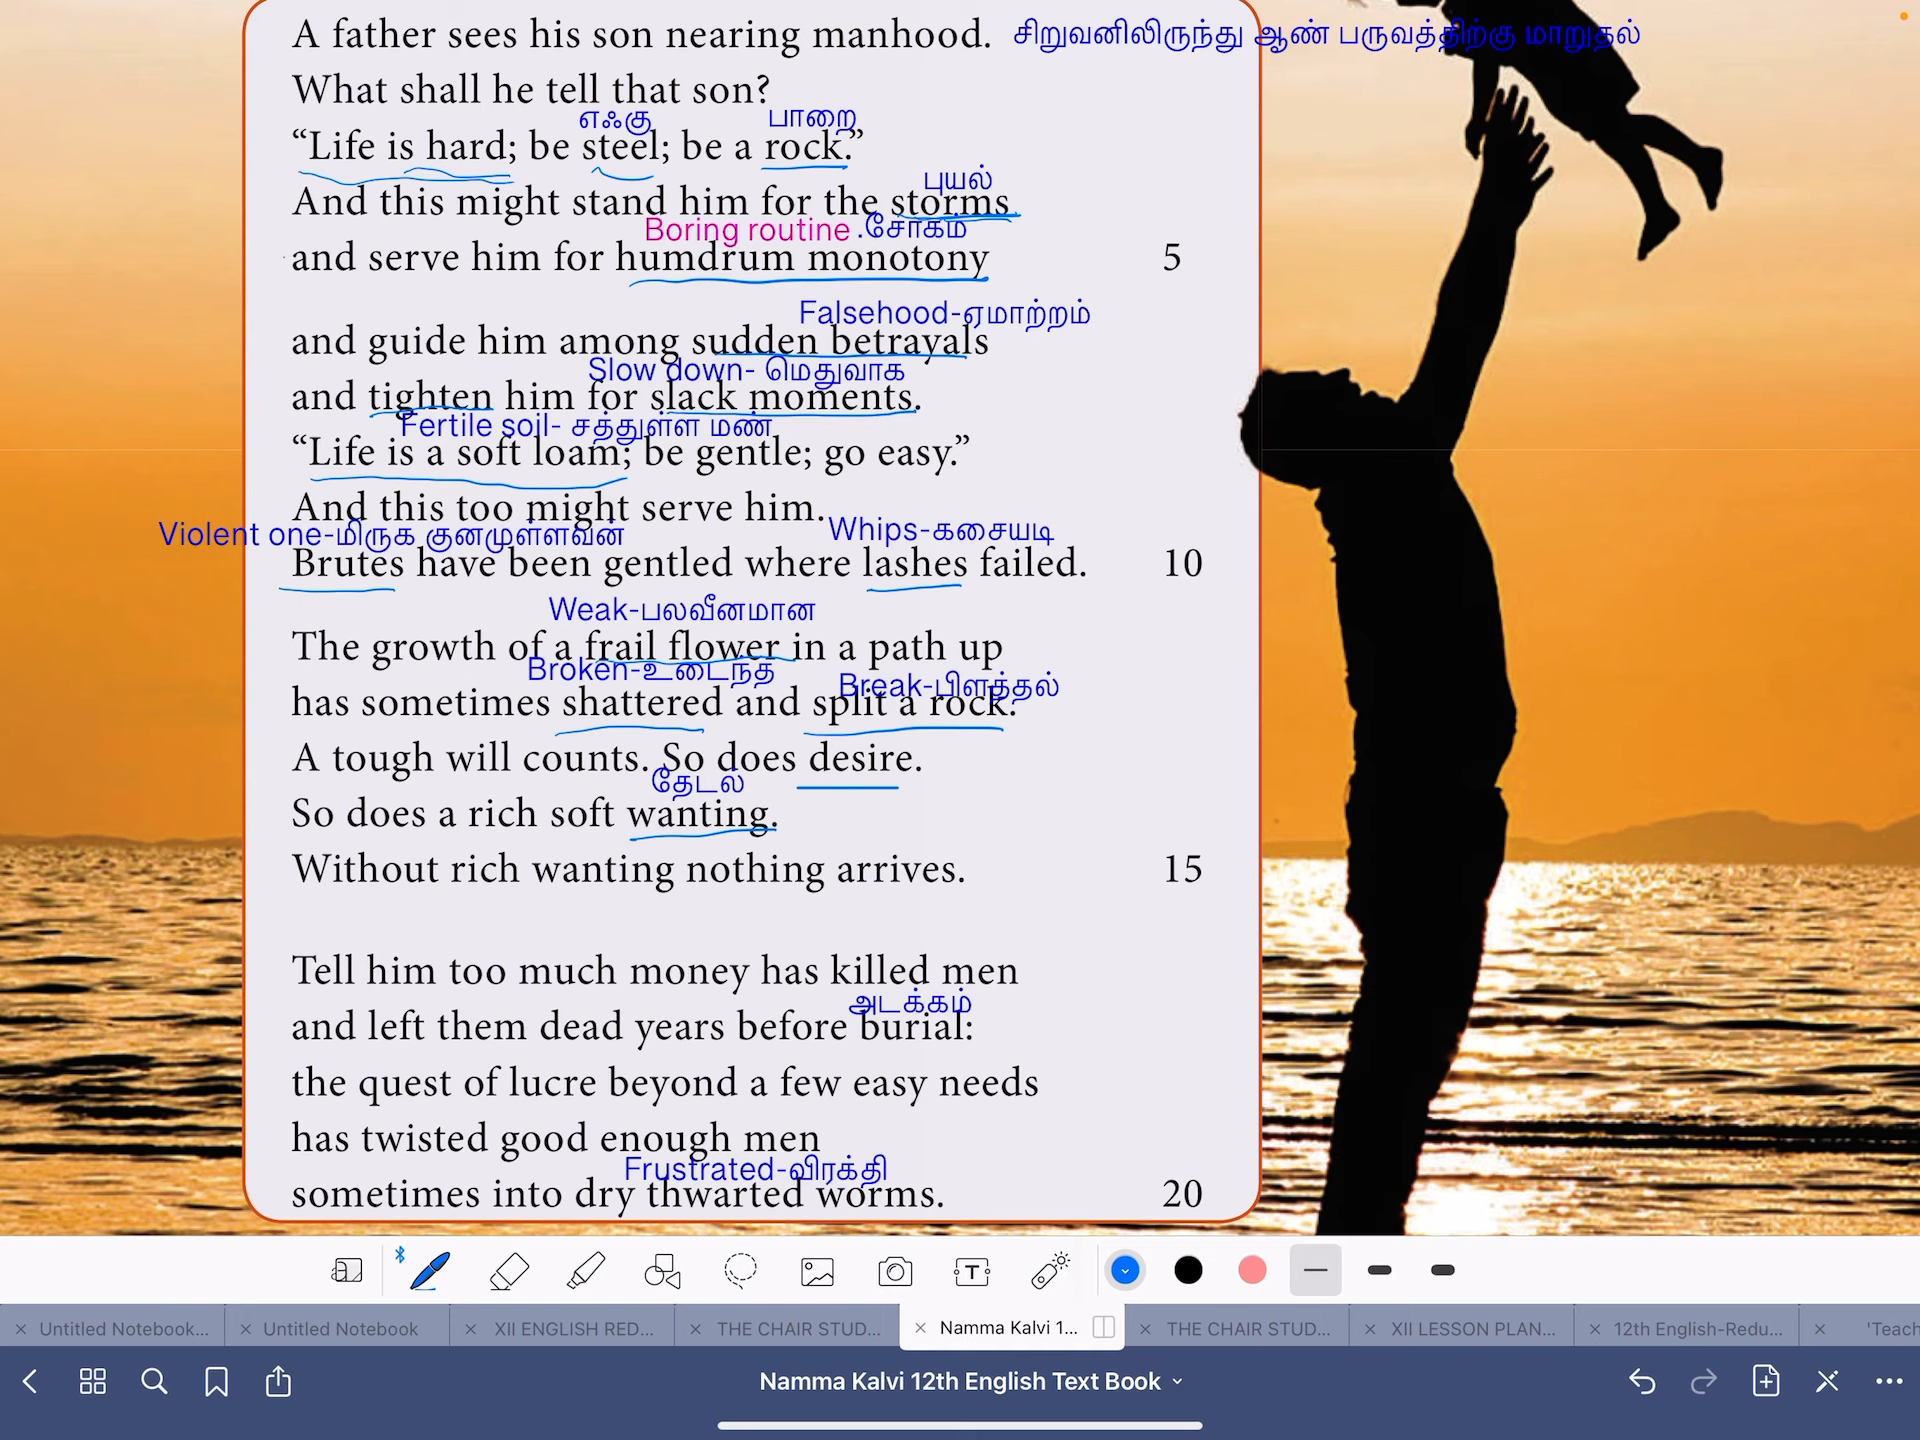 A father sees his son nearing manhood. சிறுவனிலிருந்து ஆண் பருவத்திற்கு மாறுதல்
What shall he tell that son?
எஃகு பாறை
“Life is hard; be steel; be a rock.”
புயல்
And this might stand him for the storms
Boring routine .சோகம்
and serve him for humdrum monotony 5
Falsehood-ஏமாற்றம்
and guide him among sudden betrayals
Slow down- மெதுவாக
and tighten him for slack moments.
Fertile soil- சத்துள்ள மண்
“Life is a soft loam; be gentle; go easy.”
And this too might serve him.
Violent one-மிருக குனமுள்ளவன் Whips-கசையடி
Brutes have been gentled where lashes failed. 10
Weak-பலவீனமான
The growth of a frail flower in a path up
Broken-உடைந்த Break-பிளத்தல்
has sometimes shattered and split a rock.
A tough will counts. So does desire.
தேடல்
So does a rich soft wanting.
Without rich wanting nothing arrives. 15
Tell him too much money has killed men
அடக்கம்
and left them dead years before burial:
the quest of lucre beyond a few easy needs
has twisted good enough men
Frustrated-விரக்தி
sometimes into dry thwarted worms. 20
Untitled Notebook...
Untitled Notebook
XII ENGLISH RED...
THE CHAIR STUD...
Namma Kalvi 1...
THE CHAIR STUD...
XII LESSON PLAN...
12th English-Redu...
'Teach
Namma Kalvi 12th English Text Book